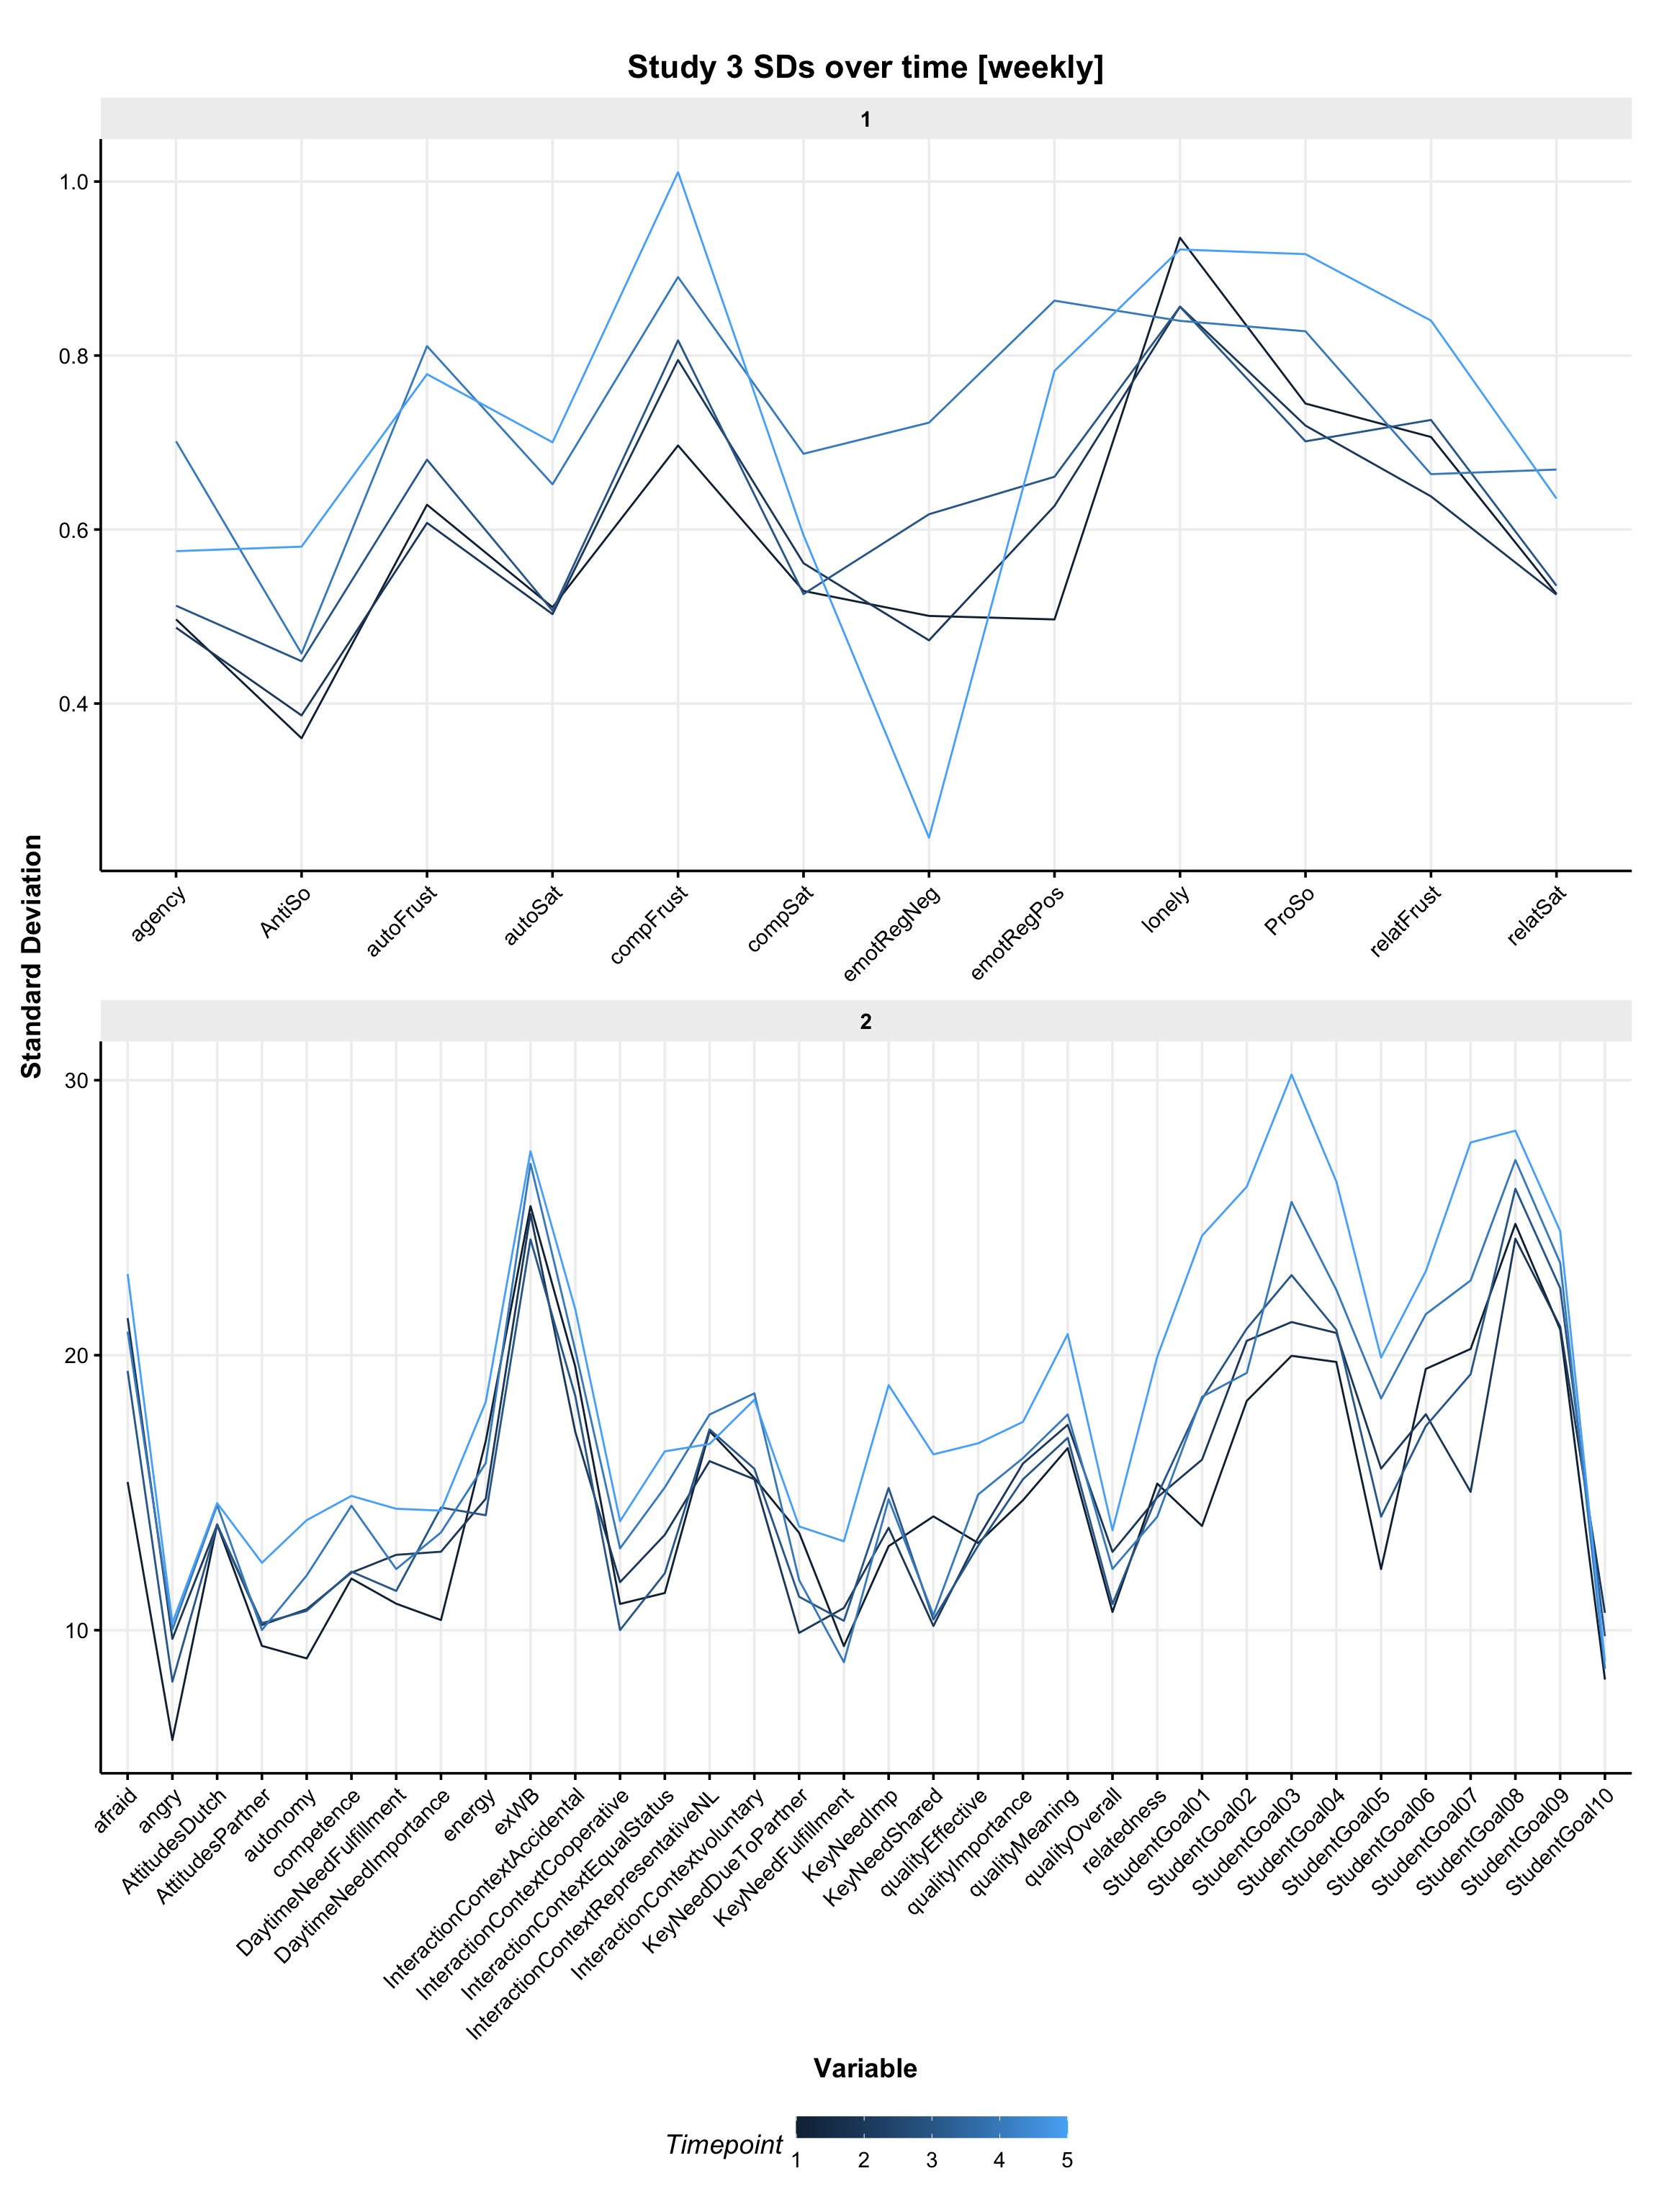 Study 3 SDs over time [weekly]
1
1.0
0.8
0.6
0.4
agency
AntiSo
autoFrust
autoSat
compFrust
compSat
emotRegNeg
emotRegPos
lonely
ProSo
relatFrust
relatSat
Standard Deviation
2
30
20
10
afraid
angry
AttitudesDutch
AttitudesPartner
autonomy
competence
DaytimeNeedFulfillment
DaytimeNeedImportance
energy
exWB
InteractionContextAccidental
InteractionContextCooperative
InteractionContextEqualStatus
InteractionContextRepresentativeNL
InteractionContextvoluntary
KeyNeedDueToPartner
KeyNeedFulfillment
KeyNeedImp
KeyNeedShared
qualityEffective
qualityImportance
qualityMeaning
qualityOverall
relatedness
StudentGoal01
StudentGoal02
StudentGoal03
StudentGoal04
StudentGoal05
StudentGoal06
StudentGoal07
StudentGoal08
StudentGoal09
StudentGoal10
Variable
Timepoint
1 2 3 4 5